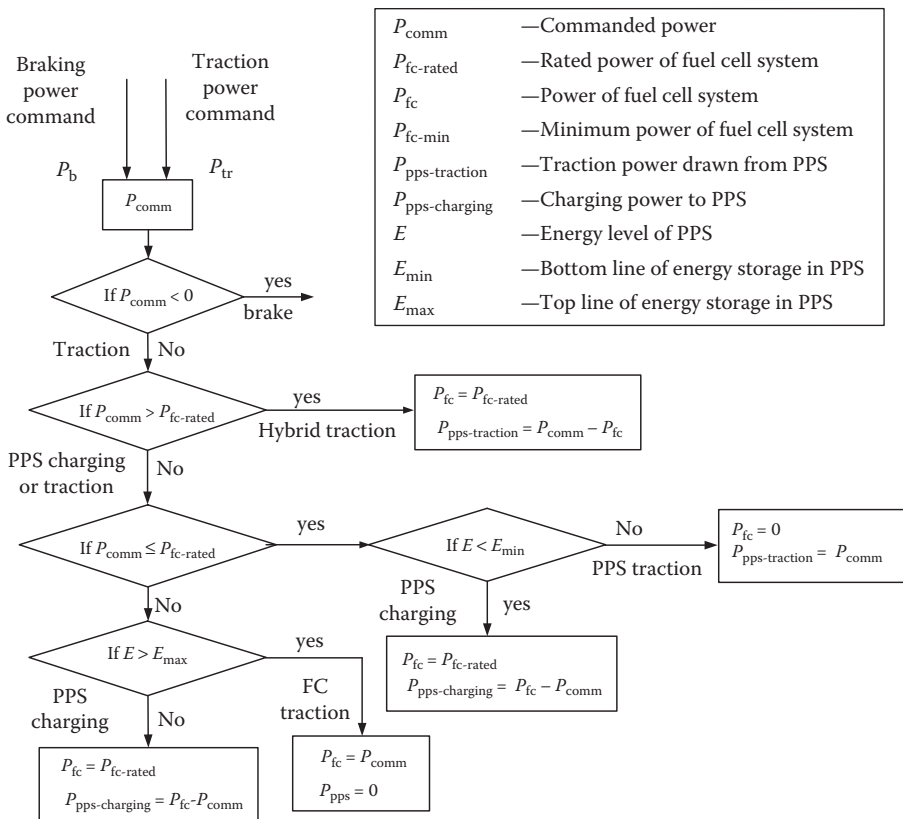 Braking
power
command
Traction
power
command
P_b
P_tr
P_comm
If P_comm < 0
yes
brake
Traction
No
If P_comm > P_fc-rated
yes
Hybrid traction
P_fc = P_fc-rated
P_pps-traction = P_comm – P_fc
PPS charging
or traction
No
If P_comm ≤ P_fc-rated
yes
If E < E_min
No
PPS traction
P_fc = 0
P_pps-traction = P_comm
PPS
charging
yes
P_fc = P_fc-rated
P_pps-charging = P_fc – P_comm
No
If E > E_max
yes
FC
traction
PPS
charging
No
P_fc = P_fc-rated
P_pps-charging = P_fc-P_comm
P_fc = P_comm
P_pps = 0
P_comm —Commanded power
P_fc-rated —Rated power of fuel cell system
P_fc —Power of fuel cell system
P_fc-min —Minimum power of fuel cell system
P_pps-traction —Traction power drawn from PPS
P_pps-charging —Charging power to PPS
E —Energy level of PPS
E_min —Bottom line of energy storage in PPS
E_max —Top line of energy storage in PPS